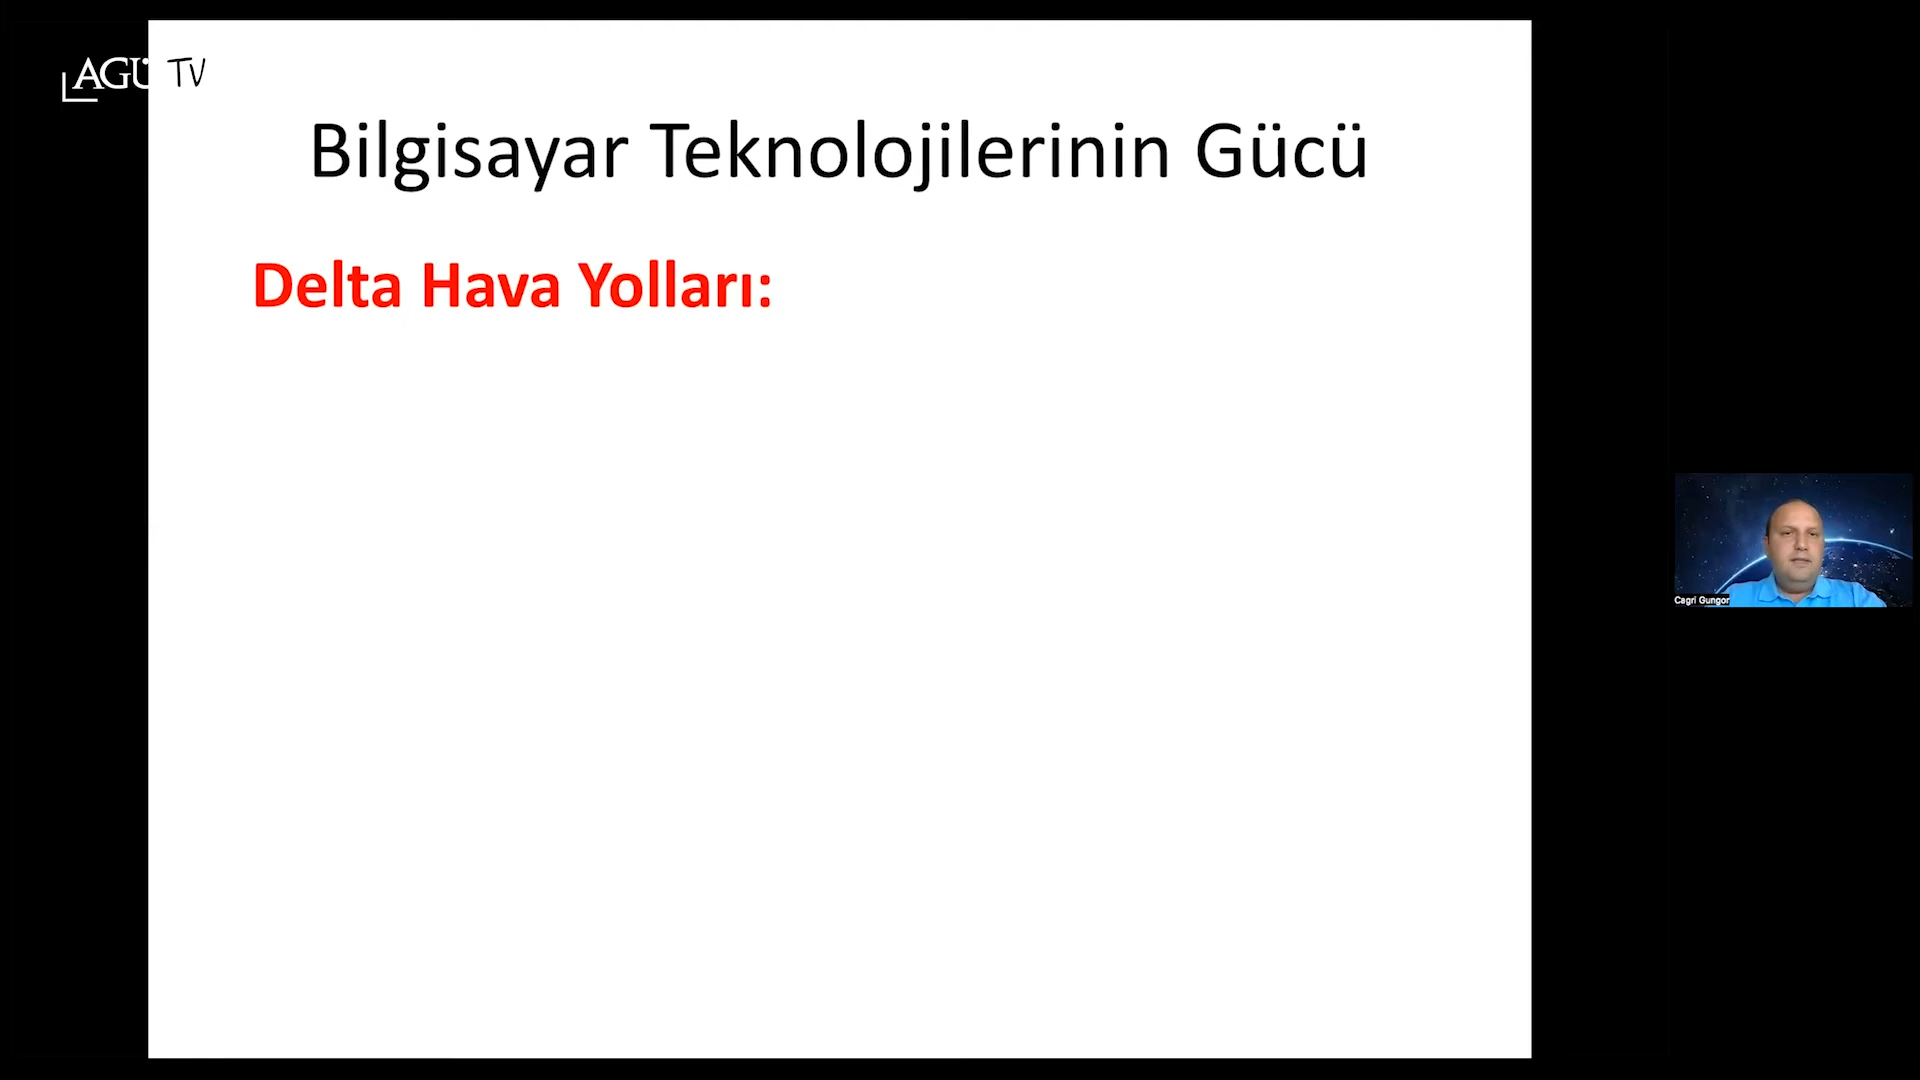 AGÜ TV
Bilgisayar Teknolojilerinin Gücü
Delta Hava Yolları:
Cagri Gungor